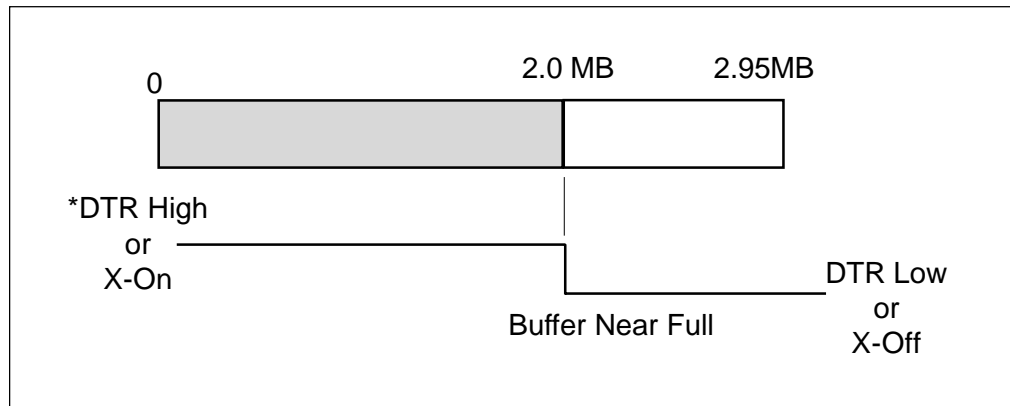 0
2.0 MB
2.95MB
*DTR High
or
X-On
DTR Low
or
X-Off
Buffer Near Full